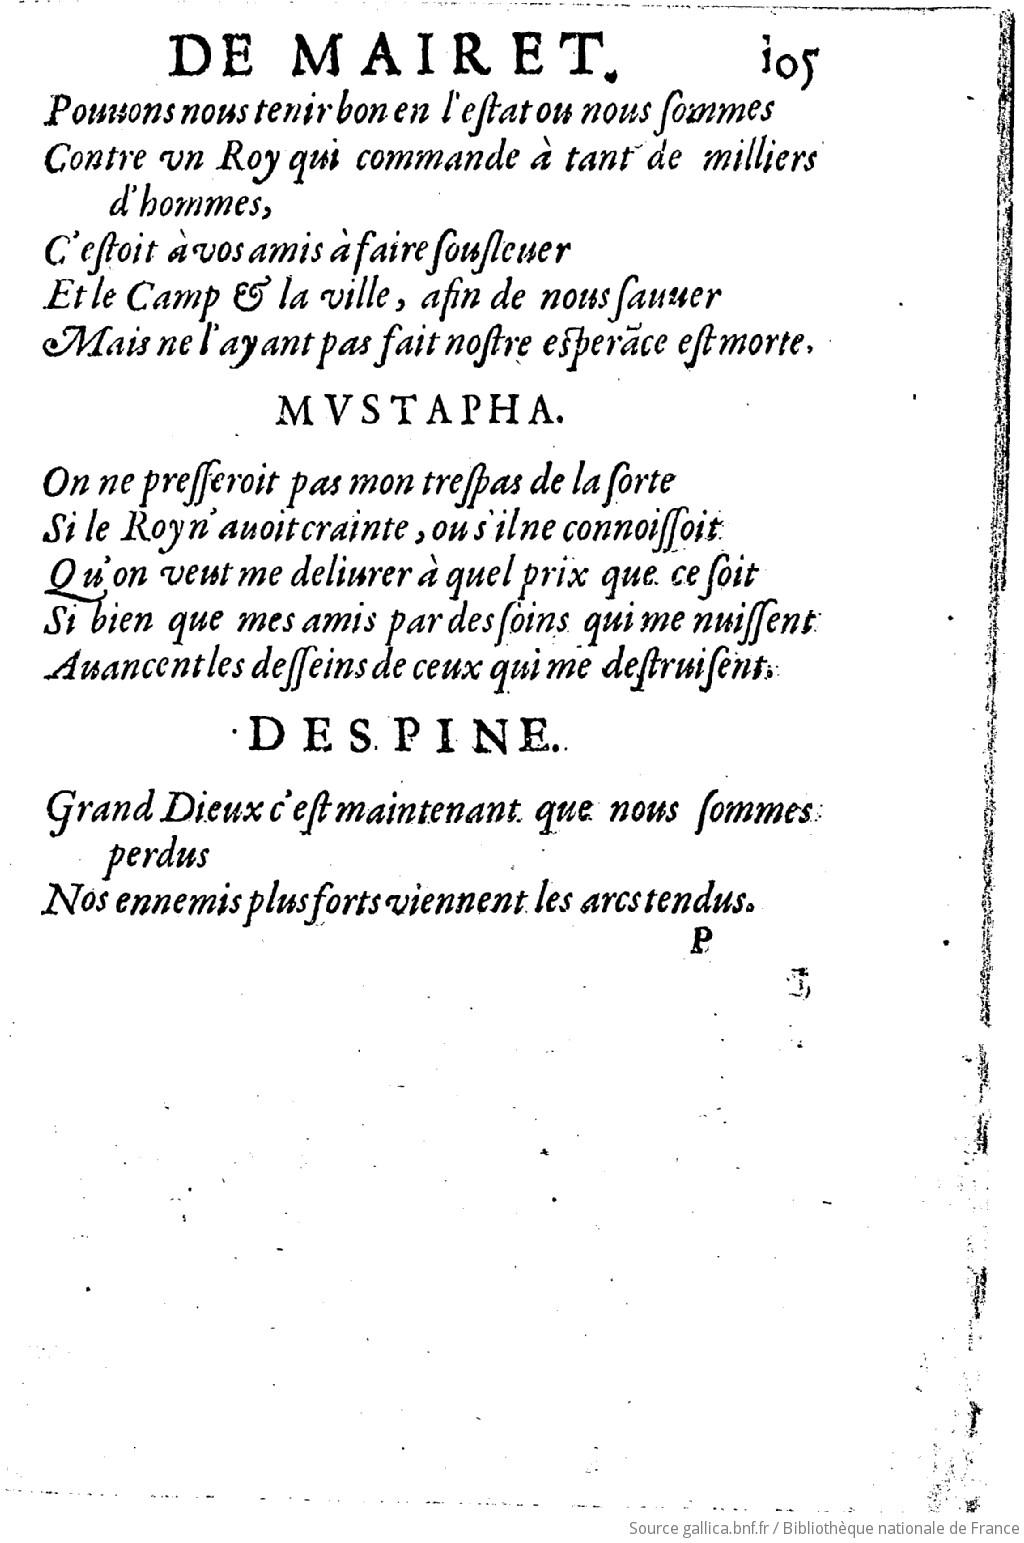 DE MAIRET. 105
Pouuons nous tenir bon en l'eſtat ou nous ſommes
Contre vn Roy qui commande à tant de milliers
d'hommes,
C'eſtoit à vos amis à faire ſouſleuer
Et le Camp & la ville, afin de nous ſauuer
Mais ne l'ayant pas fait noſtre eſperãce eſt morte.
MVSTAPHA.
On ne preſſeroit pas mon treſpas de la ſorte
Si le Roy n'auoit crainte, ou s'il ne connoiſſoit
Qu'on veut me deliurer à quel prix que ce ſoit
Si bien que mes amis par des ſoins qui me nuiſſent
Auancent les deſſeins de ceux qui me deſtruiſent.
DESPINE.
Grand Dieux c'eſt maintenant que nous ſommes
perdus
Nos ennemis plus forts viennent les arcs tendus.
P
Source gallica.bnf.fr / Bibliothèque nationale de France